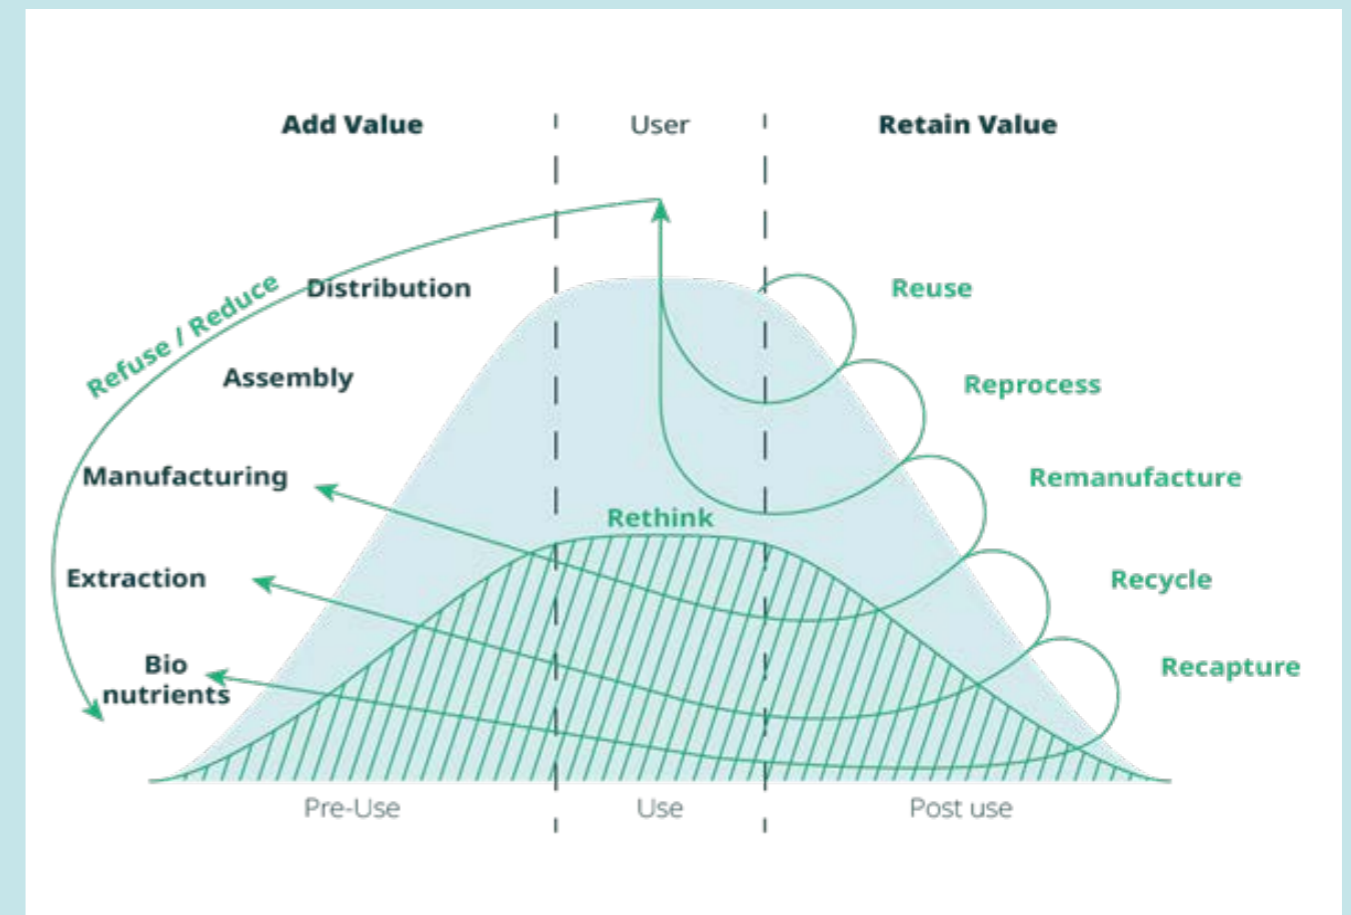 Add Value
User
Retain Value
Refuse / Reduce
Distribution
Reuse
Assembly
Reprocess
Manufacturing
Remanufacture
Rethink
Extraction
Recycle
Bio
nutrients
Recapture
Pre-Use
Use
Post use